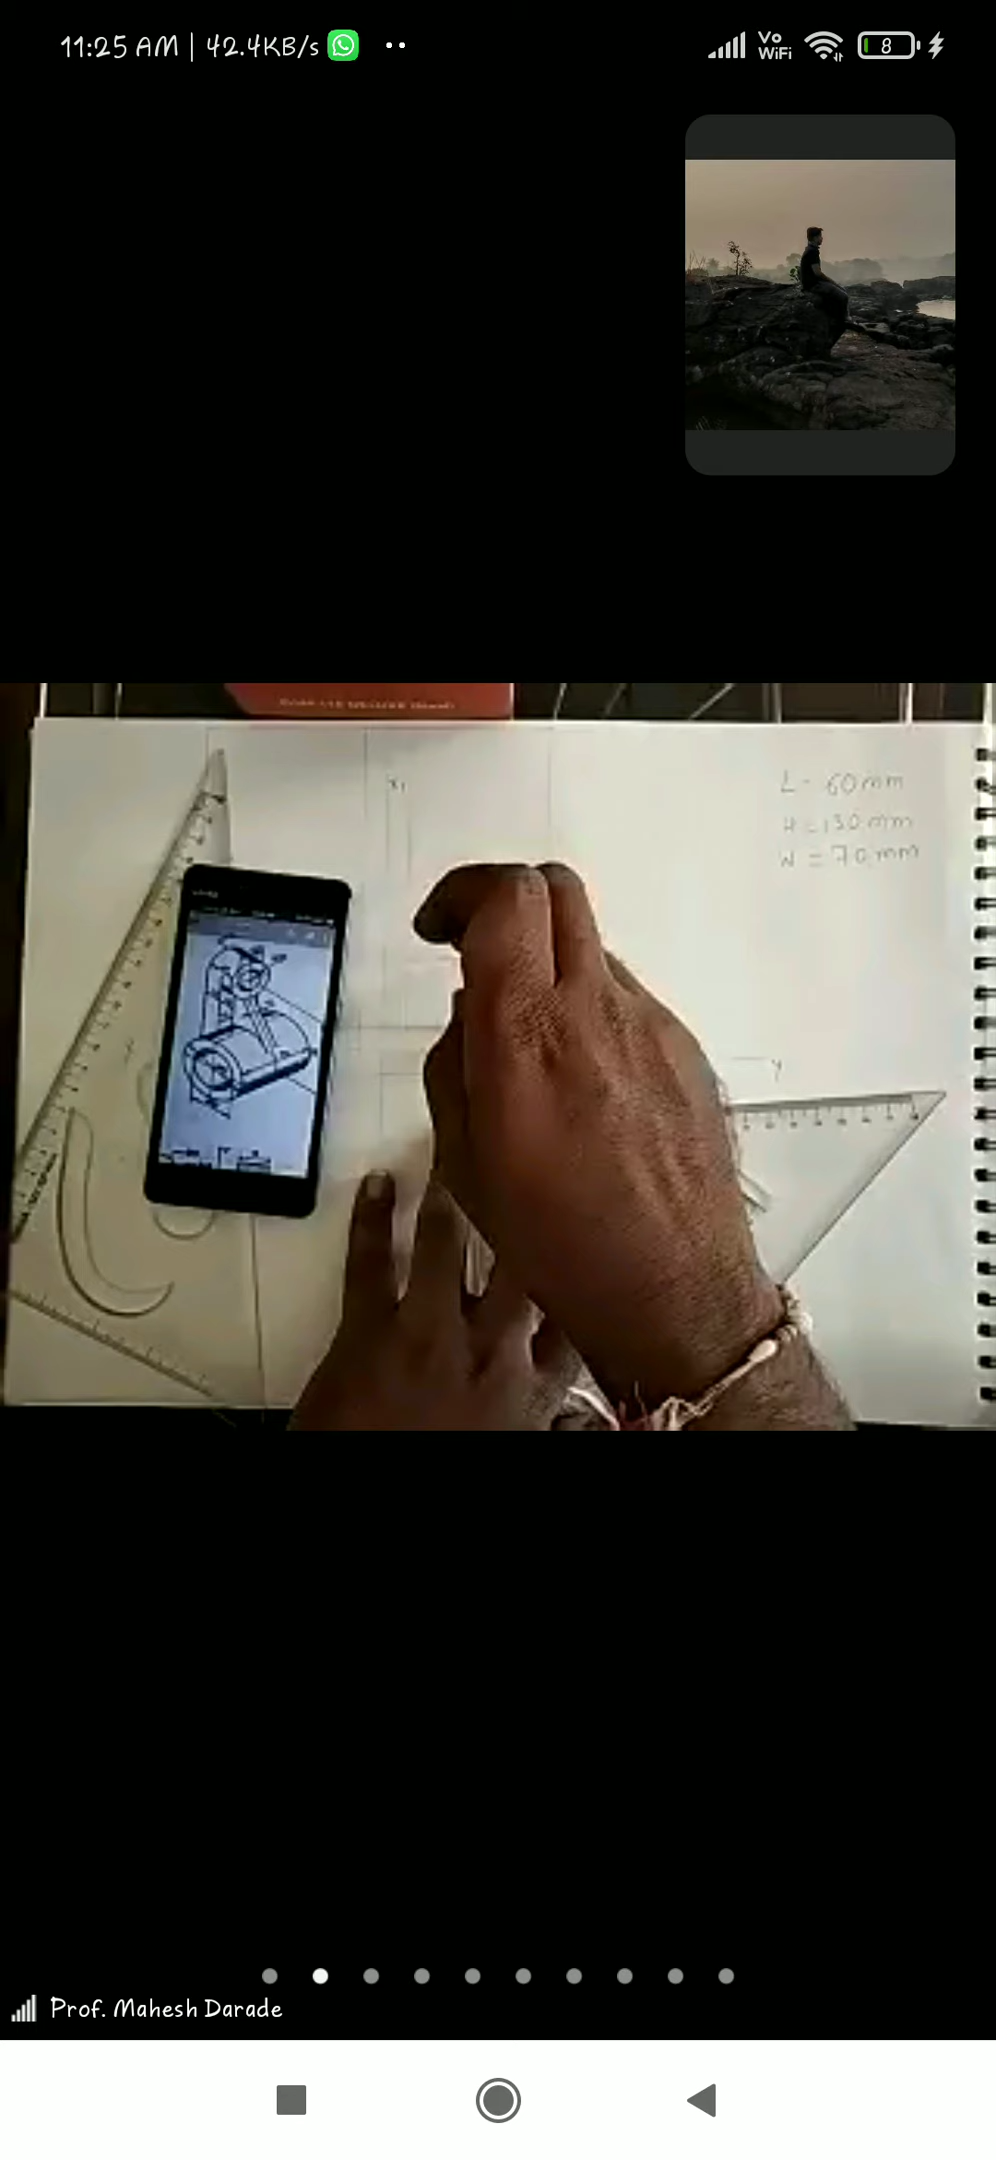 11:25 AM | 42.4KB/s
Vo
WiFi
8
X₁
L - 60 mm
H = 130 mm
W = 70 mm
Y
Prof. Mahesh Darade